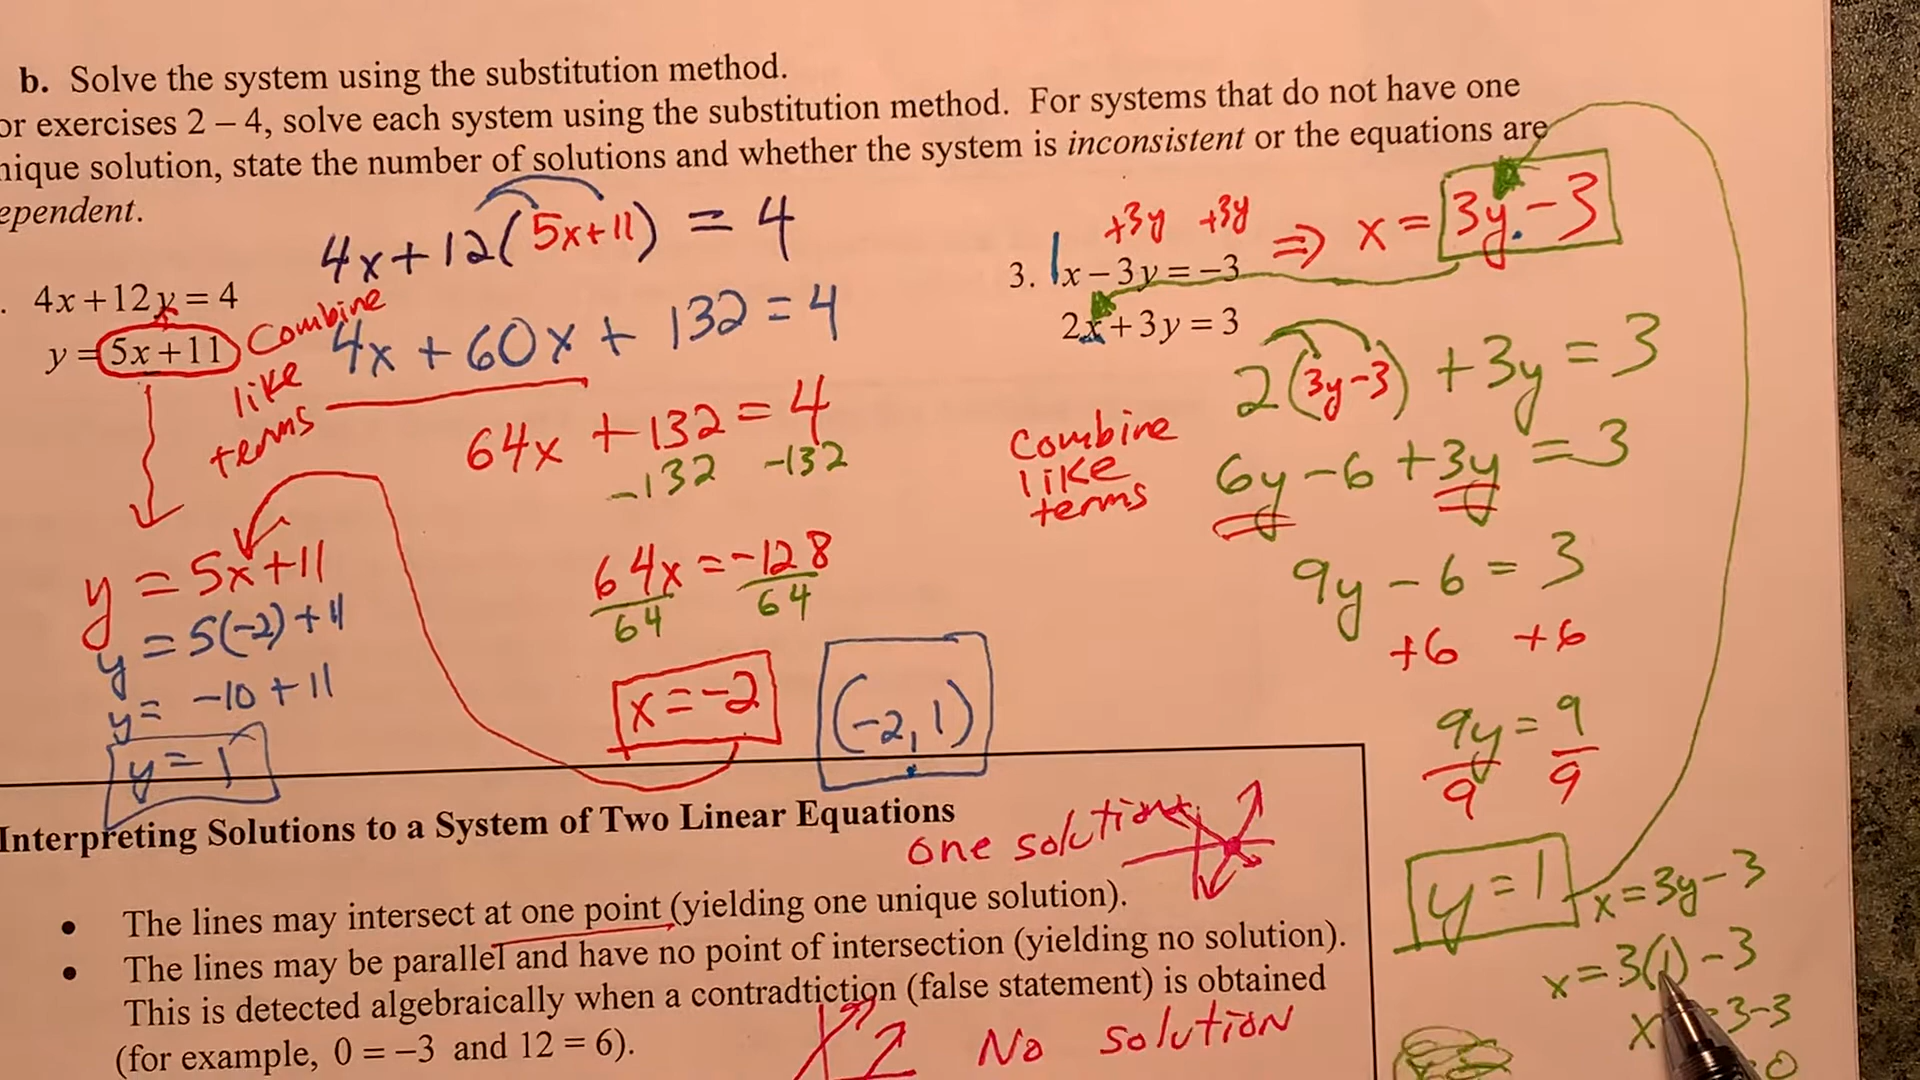 b. Solve the system using the substitution method.
or exercises 2 – 4, solve each system using the substitution method. For systems that do not have one
nique solution, state the number of solutions and whether the system is inconsistent or the equations are
ependent.
4x+12(5x+11) = 4
. 4x+12y = 4
y = 5x+11
Combine
like
terms
4x + 60x + 132 = 4
64x + 132 = 4
-132 -132
64x = -128
64 64
x = -2
(-2, 1)
y = 5x+11
y = 5(-2)+11
y = -10 + 11
y = 1
+3y +3y
3. 1x – 3y = –3 ⇒ x = 3y - 3
2x + 3y = 3
2(3y-3) + 3y = 3
Combine
like
terms
6y - 6 + 3y = 3
9y - 6 = 3
+6 +6
9y = 9
9 9
y = 1
x = 3y - 3
x = 3(1) - 3
x = 3-3
0
Interpreting Solutions to a System of Two Linear Equations
one solution
• The lines may intersect at one point (yielding one unique solution).
• The lines may be parallel and have no point of intersection (yielding no solution).
This is detected algebraically when a contradtiction (false statement) is obtained
(for example, 0 = –3 and 12 = 6).
No solution